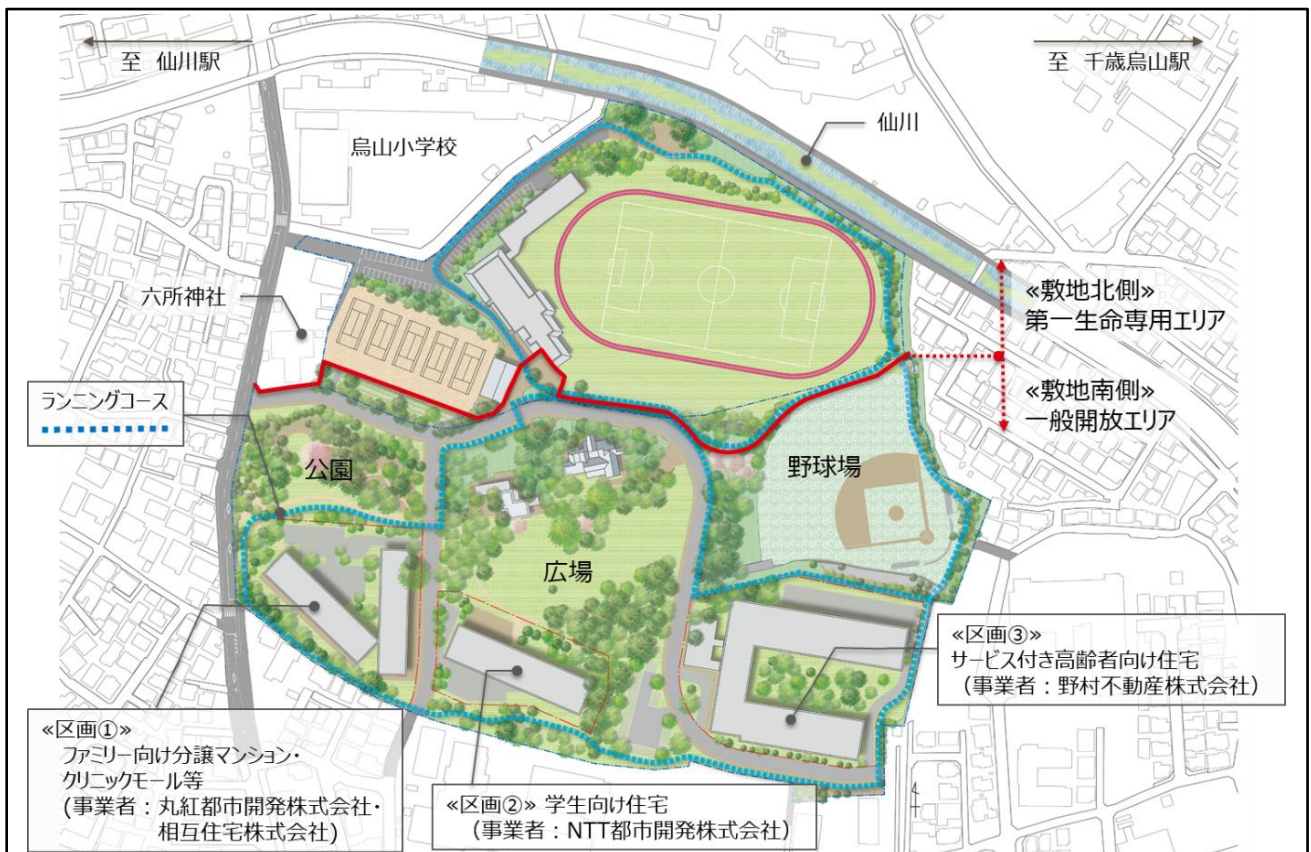 至 仙川駅
至 千歳烏山駅
仙川
烏山小学校
六所神社
«敷地北側»
第一生命専用エリア
«敷地南側»
一般開放エリア
ランニングコース
公園
野球場
広場
«区画③»
サービス付き高齢者向け住宅
（事業者：野村不動産株式会社）
«区画①»
ファミリー向け分譲マンション・
クリニックモール等
(事業者：丸紅都市開発株式会社・
相互住宅株式会社)
«区画②» 学生向け住宅
（事業者：NTT都市開発株式会社）